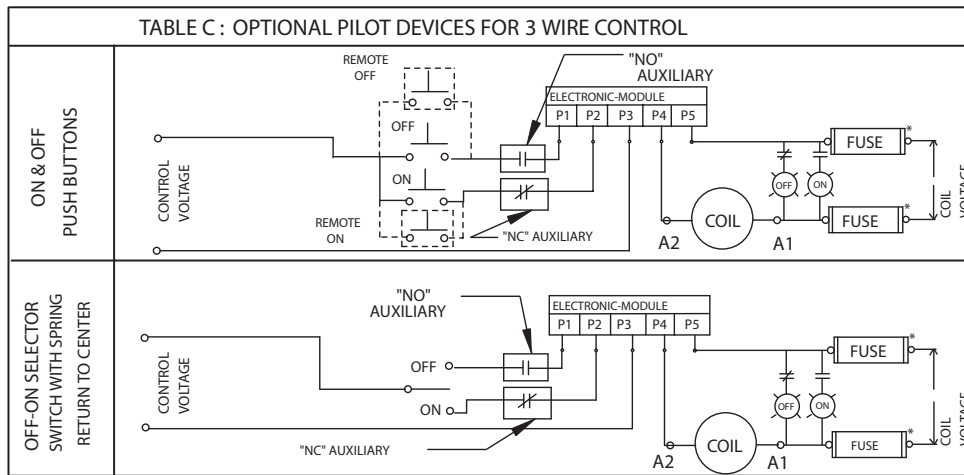 TABLE C : OPTIONAL PILOT DEVICES FOR 3 WIRE CONTROL
ON & OFF
PUSH BUTTONS
CONTROL
VOLTAGE
REMOTE
OFF
OFF
ON
REMOTE
ON
"NO"
AUXILIARY
"NC" AUXILIARY
ELECTRONIC-MODULE
P1 P2 P3 P4 P5
A2
COIL
A1
OFF
ON
FUSE *
FUSE *
COIL
VOLTAGE
OFF-ON SELECTOR
SWITCH WITH SPRING
RETURN TO CENTER
CONTROL
VOLTAGE
OFF
ON
"NO"
AUXILIARY
"NC" AUXILIARY
ELECTRONIC-MODULE
P1 P2 P3 P4 P5
A2
COIL
A1
OFF
ON
FUSE *
FUSE *
COIL
VOLTAGE